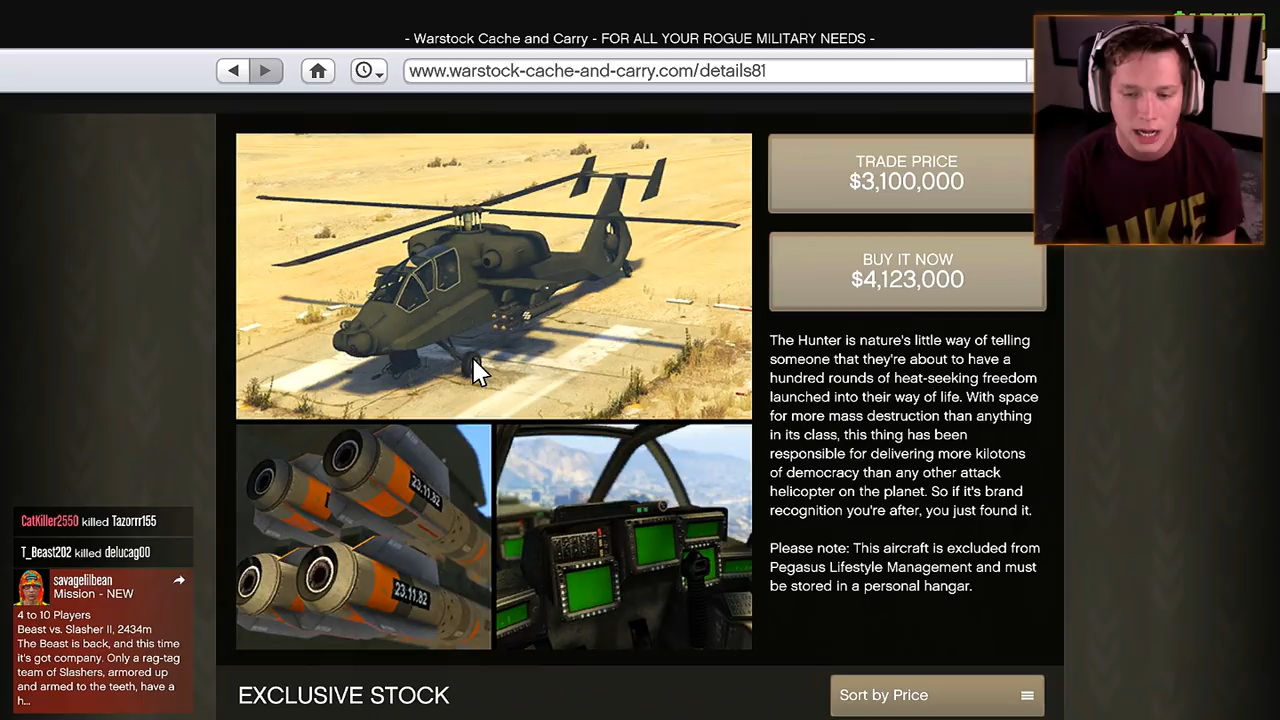 - Warstock Cache and Carry - FOR ALL YOUR ROGUE MILITARY NEEDS -
www.warstock-cache-and-carry.com/details81
TRADE PRICE
$3,100,000
BUY IT NOW
$4,123,000
The Hunter is nature's little way of telling
someone that they're about to have a
hundred rounds of heat-seeking freedom
launched into their way of life. With space
for more mass destruction than anything
in its class, this thing has been
responsible for delivering more kilotons
of democracy than any other attack
helicopter on the planet. So if it's brand
recognition you're after, you just found it.
Please note: This aircraft is excluded from
Pegasus Lifestyle Management and must
be stored in a personal hangar.
23.11.82
23.11.82
CatKiller2550 killed Tazorrr155
T_Beast202 killed delucag00
savagelilbean
Mission - NEW
4 to 10 Players
Beast vs. Slasher II, 2434m
The Beast is back, and this time
it's got company. Only a rag-tag
team of Slashers, armored up
and armed to the teeth, have a
h...
EXCLUSIVE STOCK
Sort by Price